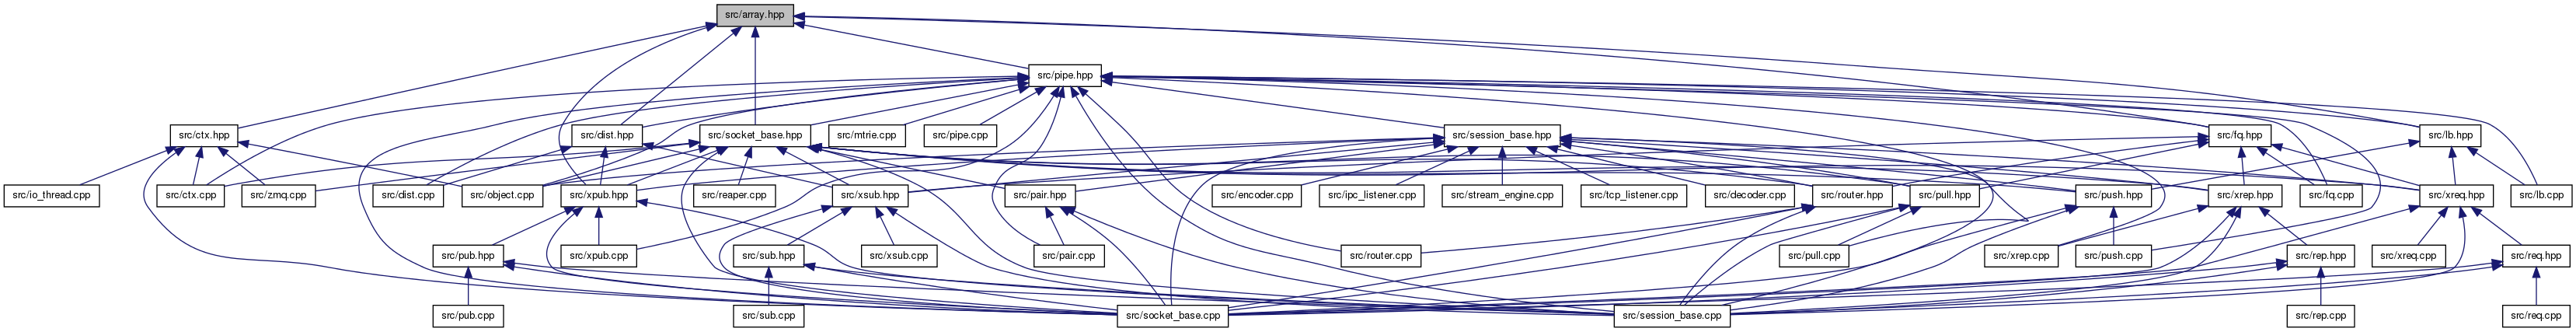 src/array.hpp
src/pipe.hpp
src/ctx.hpp
src/dist.hpp
src/socket_base.hpp
src/mtrie.cpp
src/pipe.cpp
src/session_base.hpp
src/fq.hpp
src/lb.hpp
src/io_thread.cpp
src/ctx.cpp
src/zmq.cpp
src/dist.cpp
src/object.cpp
src/xpub.hpp
src/reaper.cpp
src/xsub.hpp
src/pair.hpp
src/encoder.cpp
src/ipc_listener.cpp
src/stream_engine.cpp
src/tcp_listener.cpp
src/decoder.cpp
src/router.hpp
src/pull.hpp
src/push.hpp
src/xrep.hpp
src/fq.cpp
src/xreq.hpp
src/lb.cpp
src/pub.hpp
src/xpub.cpp
src/sub.hpp
src/xsub.cpp
src/pair.cpp
src/router.cpp
src/pull.cpp
src/xrep.cpp
src/push.cpp
src/rep.hpp
src/xreq.cpp
src/req.hpp
src/pub.cpp
src/sub.cpp
src/socket_base.cpp
src/session_base.cpp
src/rep.cpp
src/req.cpp